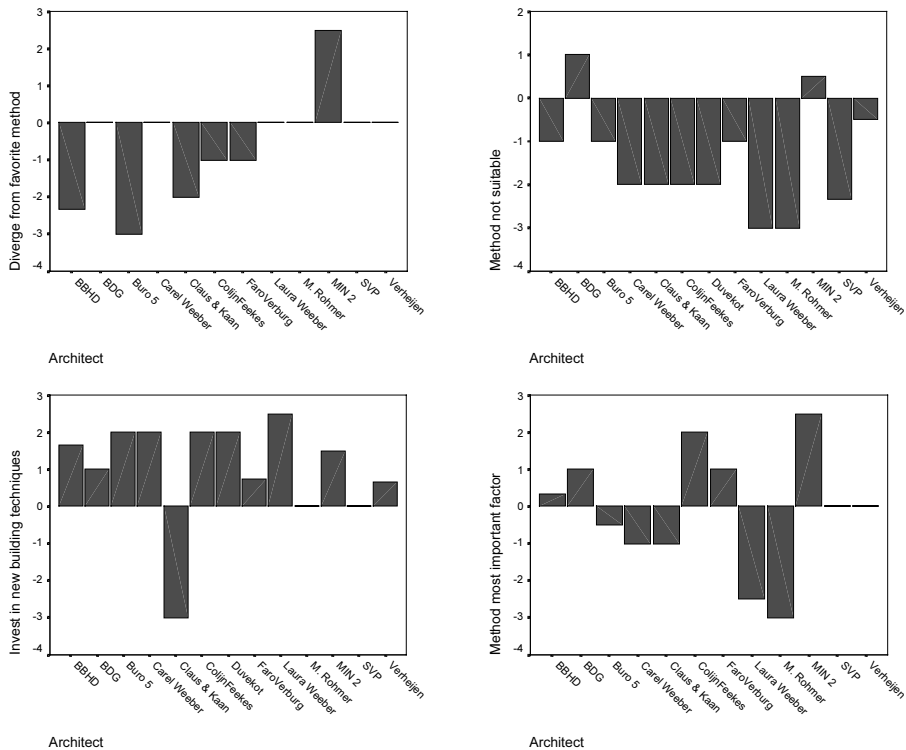 Diverge from favorite method
3
2
1
0
-1
-2
-3
-4
BBHD
BDG
Buro 5
Carel Weeber
Claus & Kaan
ColijnFeekes
FaroVerburg
Laura Weeber
M. Rohmer
MIN 2
SVP
Verheijen
Architect
Method not suitable
2
1
0
-1
-2
-3
-4
BBHD
BDG
Buro 5
Carel Weeber
Claus & Kaan
ColijnFeekes
Duvekot
FaroVerburg
Laura Weeber
M. Rohmer
MIN 2
SVP
Verheijen
Architect
Invest in new building techniques
3
2
1
0
-1
-2
-3
-4
BBHD
BDG
Buro 5
Carel Weeber
Claus & Kaan
ColijnFeekes
Duvekot
FaroVerburg
Laura Weeber
M. Rohmer
MIN 2
SVP
Verheijen
Architect
Method most important factor
3
2
1
0
-1
-2
-3
-4
BBHD
BDG
Buro 5
Carel Weeber
Claus & Kaan
ColijnFeekes
FaroVerburg
Laura Weeber
M. Rohmer
MIN 2
SVP
Verheijen
Architect